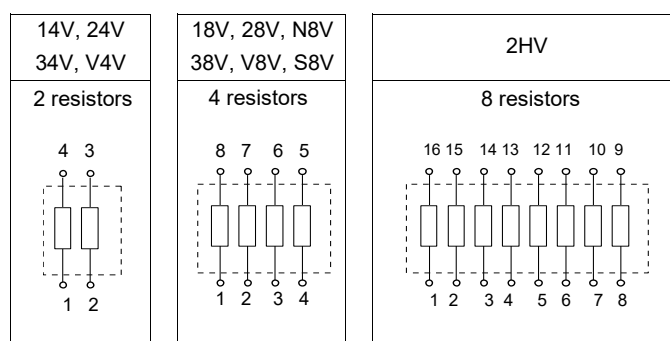 14V, 24V
34V, V4V
2 resistors
4 3
1 2
18V, 28V, N8V
38V, V8V, S8V
4 resistors
8 7 6 5
1 2 3 4
2HV
8 resistors
16 15 14 13 12 11 10 9
1 2 3 4 5 6 7 8